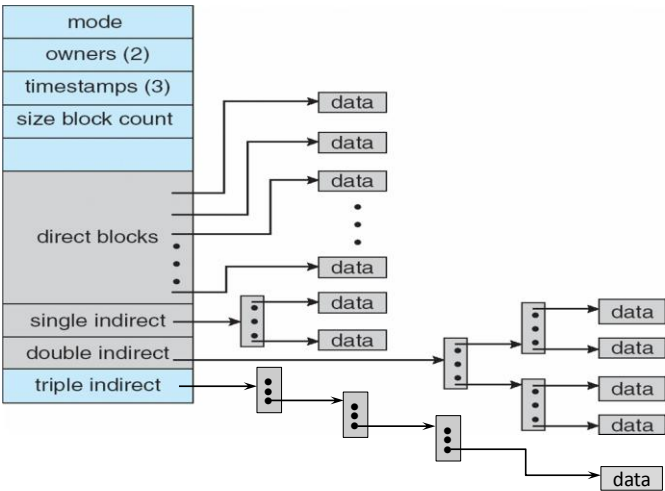 mode
owners (2)
timestamps (3)
size block count
data
data
data
direct blocks
data
single indirect
data
data
double indirect
data
data
triple indirect
data
data
data